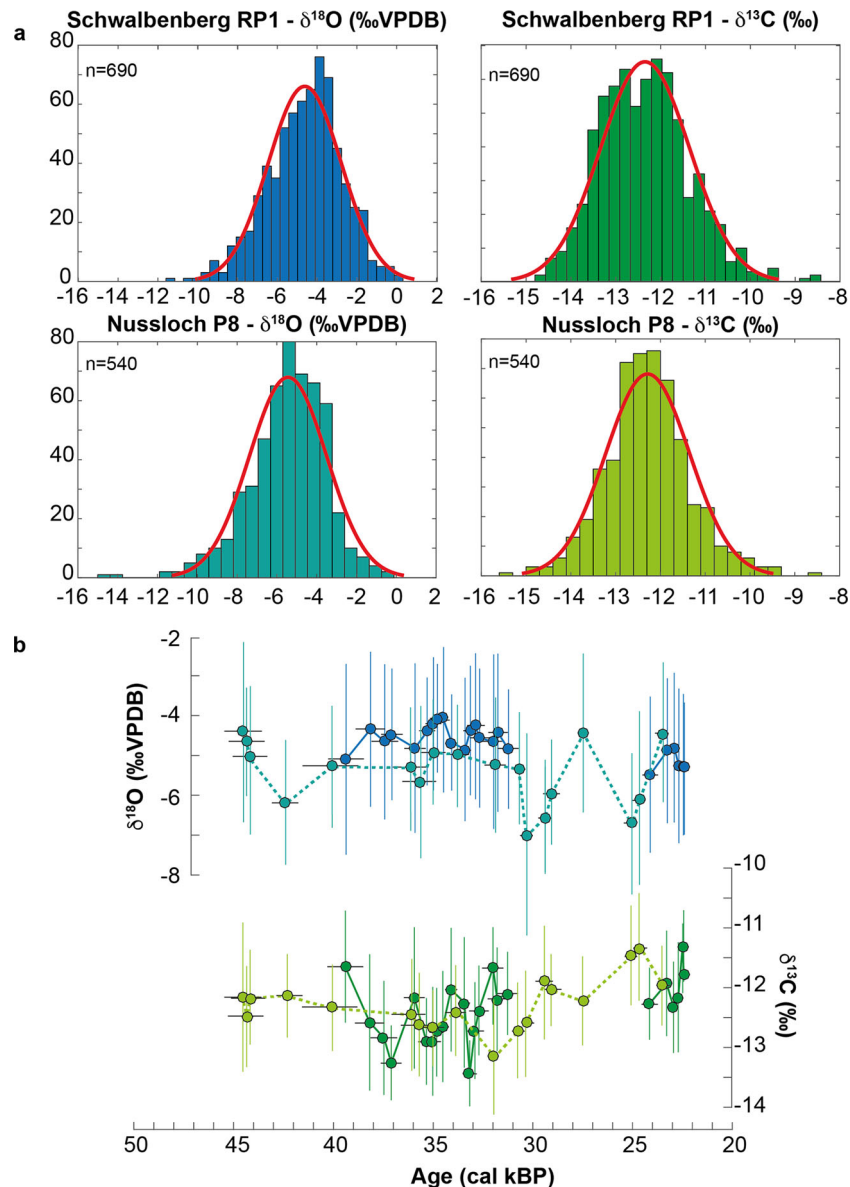 a
Schwalbenberg RP1 - δ¹⁸O (‰VPDB)
Schwalbenberg RP1 - δ¹³C (‰)
80
60
40
20
0
n=690
n=690
-16 -14 -12 -10 -8 -6 -4 -2 0 2
-16 -15 -14 -13 -12 -11 -10 -9 -8
Nussloch P8 - δ¹⁸O (‰VPDB)
Nussloch P8 - δ¹³C (‰)
80
60
40
20
0
n=540
n=540
-16 -14 -12 -10 -8 -6 -4 -2 0 2
-16 -15 -14 -13 -12 -11 -10 -9 -8
b
-2
-4
-6
-8
δ¹⁸O (‰VPDB)
-10
-11
-12
-13
-14
δ¹³C (‰)
50 45 40 35 30 25 20
Age (cal kBP)